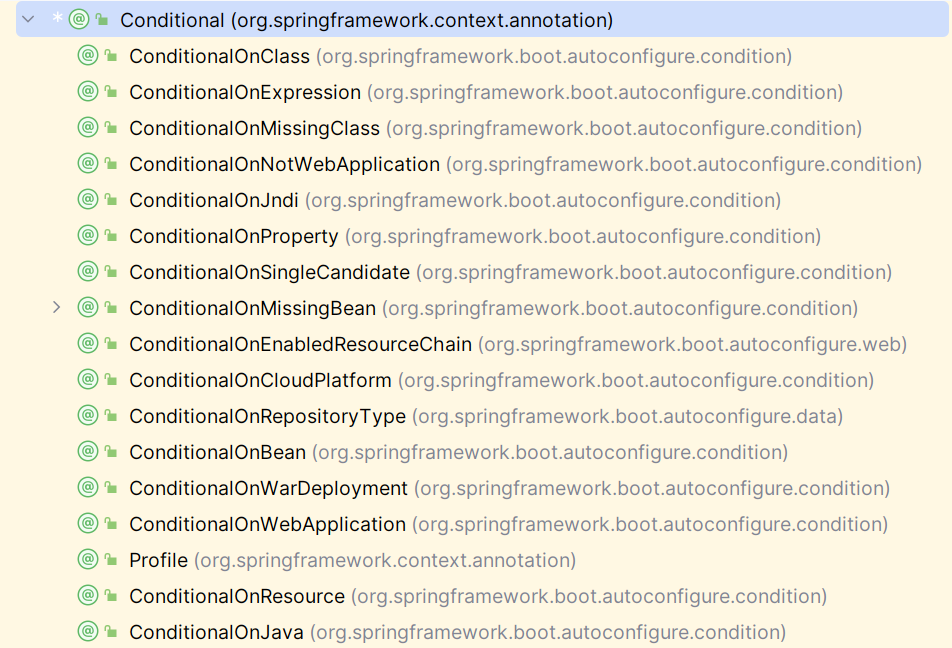 Conditional (org.springframework.context.annotation)
ConditionalOnClass (org.springframework.boot.autoconfigure.condition)
ConditionalOnExpression (org.springframework.boot.autoconfigure.condition)
ConditionalOnMissingClass (org.springframework.boot.autoconfigure.condition)
ConditionalOnNotWebApplication (org.springframework.boot.autoconfigure.condition)
ConditionalOnJndi (org.springframework.boot.autoconfigure.condition)
ConditionalOnProperty (org.springframework.boot.autoconfigure.condition)
ConditionalOnSingleCandidate (org.springframework.boot.autoconfigure.condition)
ConditionalOnMissingBean (org.springframework.boot.autoconfigure.condition)
ConditionalOnEnabledResourceChain (org.springframework.boot.autoconfigure.web)
ConditionalOnCloudPlatform (org.springframework.boot.autoconfigure.condition)
ConditionalOnRepositoryType (org.springframework.boot.autoconfigure.data)
ConditionalOnBean (org.springframework.boot.autoconfigure.condition)
ConditionalOnWarDeployment (org.springframework.boot.autoconfigure.condition)
ConditionalOnWebApplication (org.springframework.boot.autoconfigure.condition)
Profile (org.springframework.context.annotation)
ConditionalOnResource (org.springframework.boot.autoconfigure.condition)
ConditionalOnJava (org.springframework.boot.autoconfigure.condition)